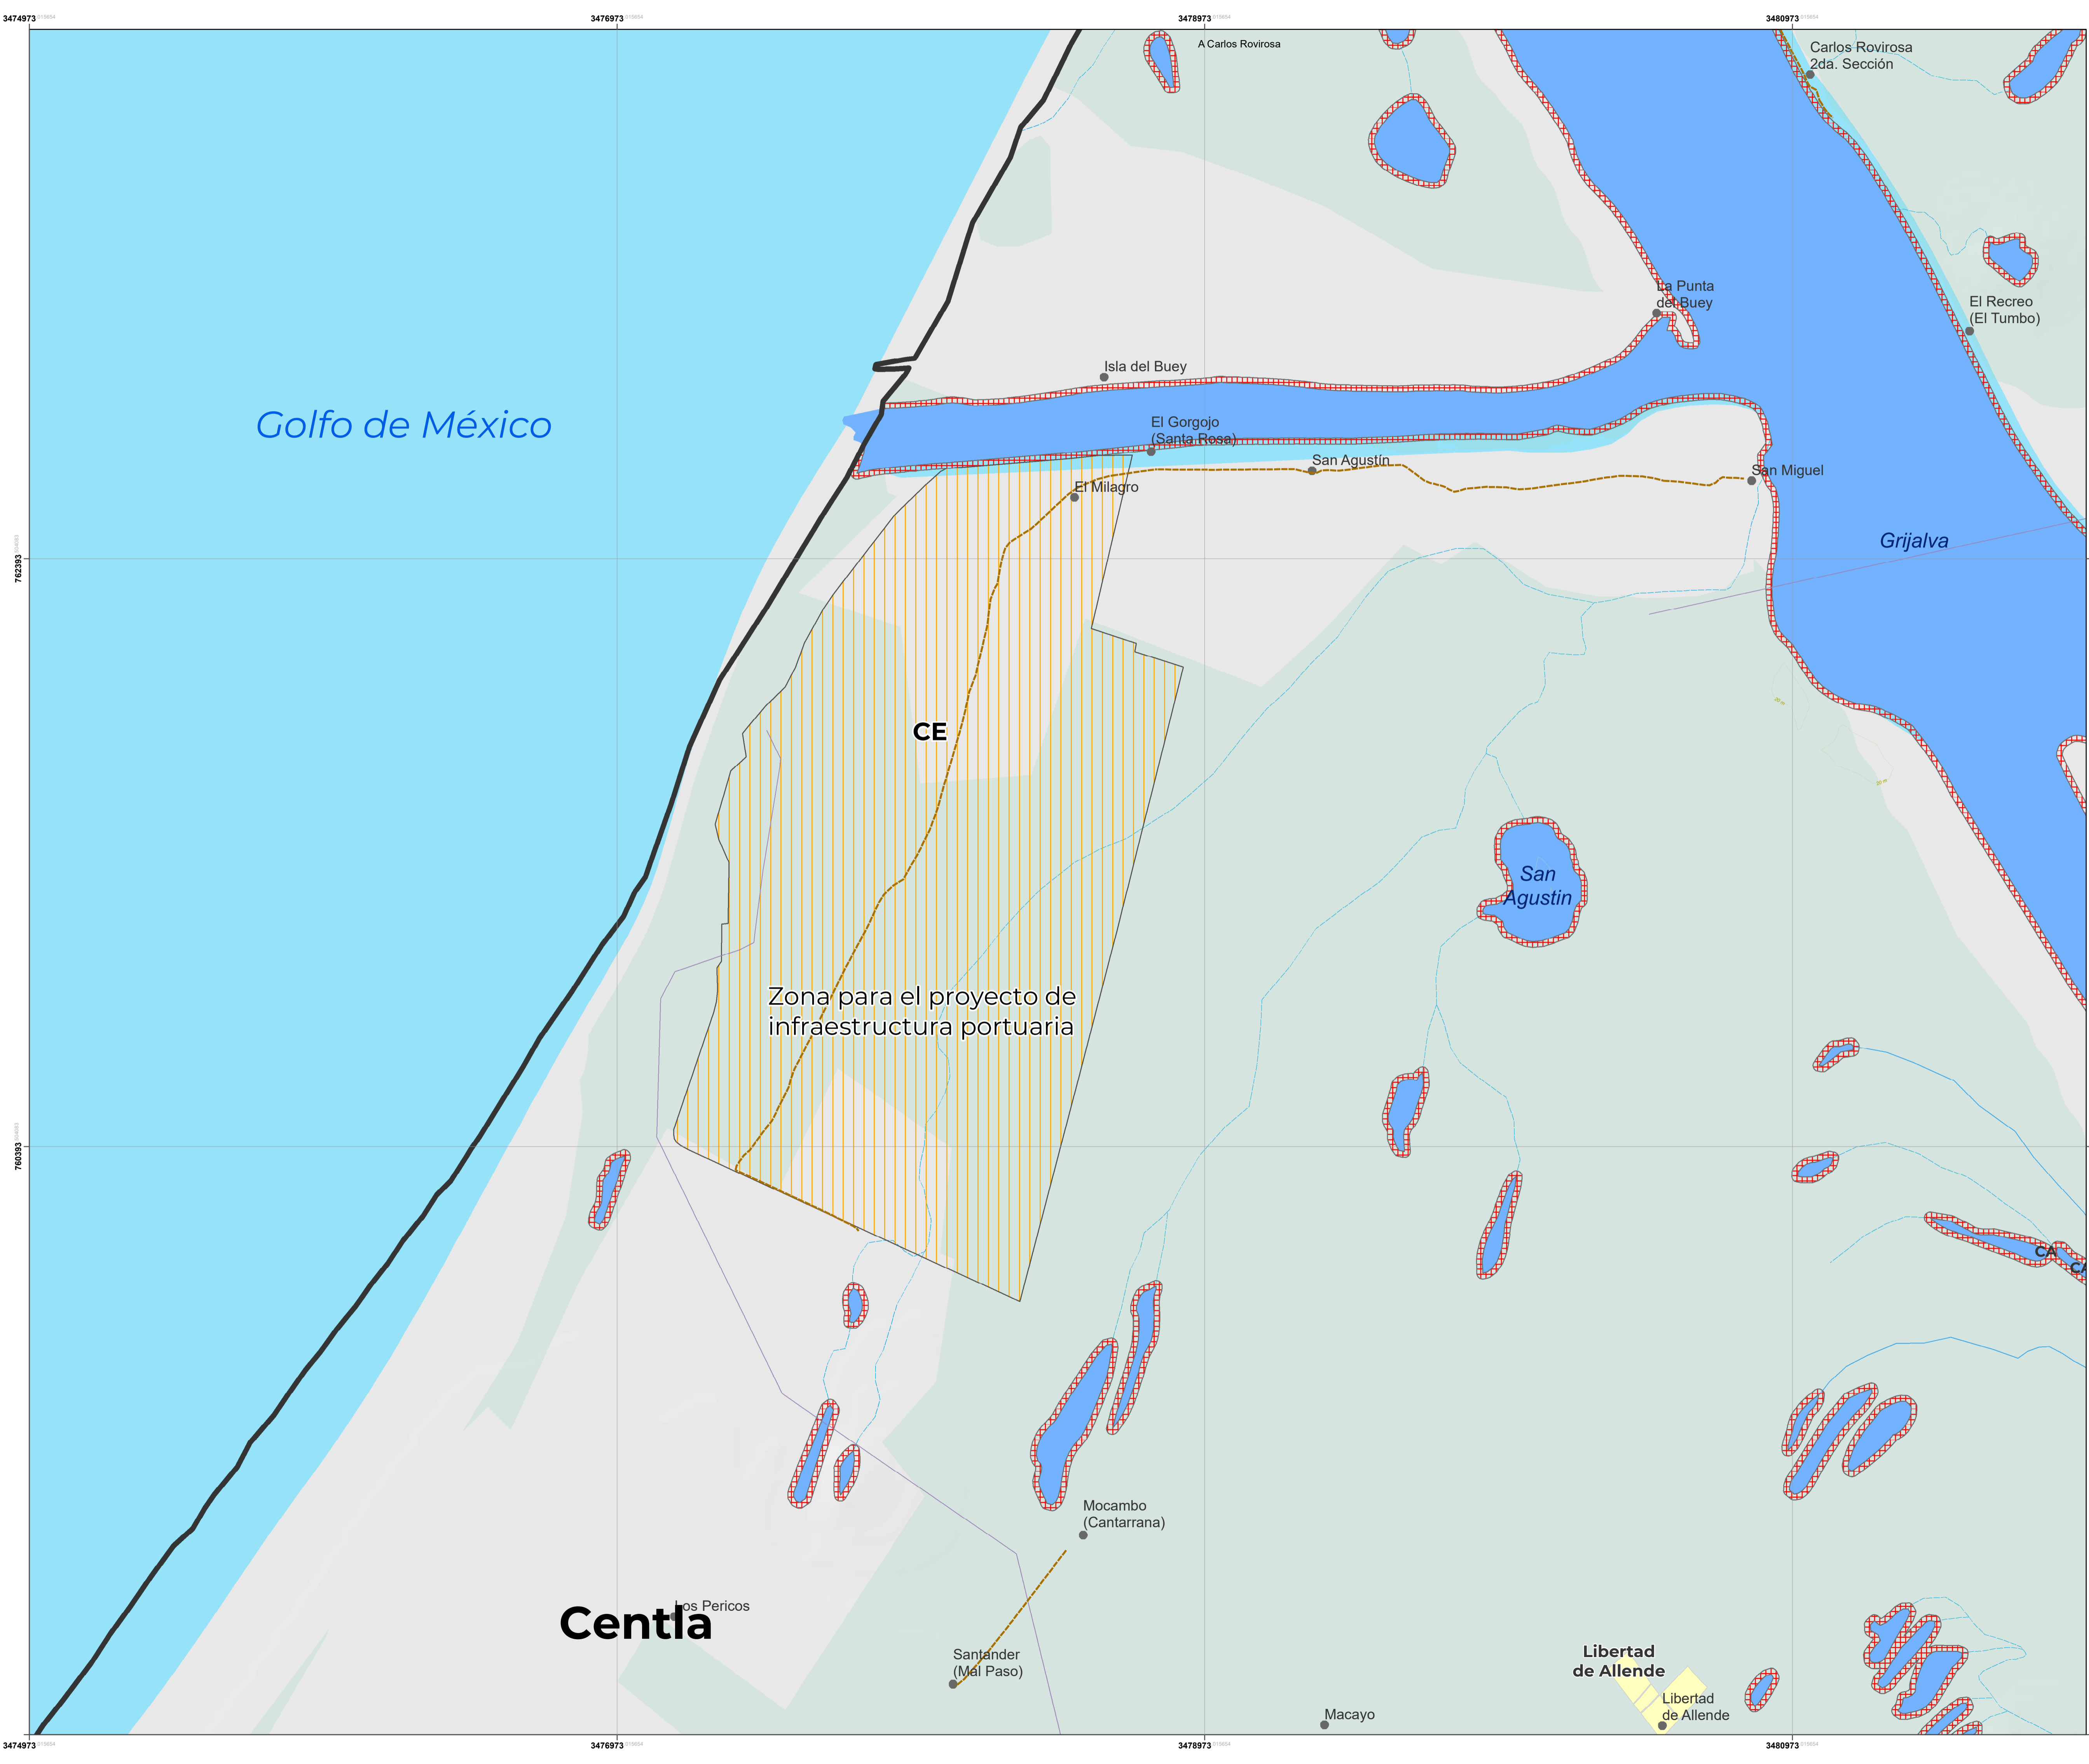 3474973
3476973
3478973
3480973
A Carlos Rovirosa
Carlos Rovirosa
2da. Sección
La Punta
del Buey
El Recreo
(El Tumbo)
Isla del Buey
Golfo de México
El Gorgojo
(Santa Rosa)
San Agustín
San Miguel
El Milagro
Grijalva
762393
20 m
CE
20 m
San
Agustin
Zona para el proyecto de
infraestructura portuaria
760393
CA
CA
Mocambo
(Cantarrana)
Los Pericos
Centla
Santander
(Mal Paso)
Libertad
de Allende
Libertad
de Allende
Macayo
3474973
3476973
3478973
3480973